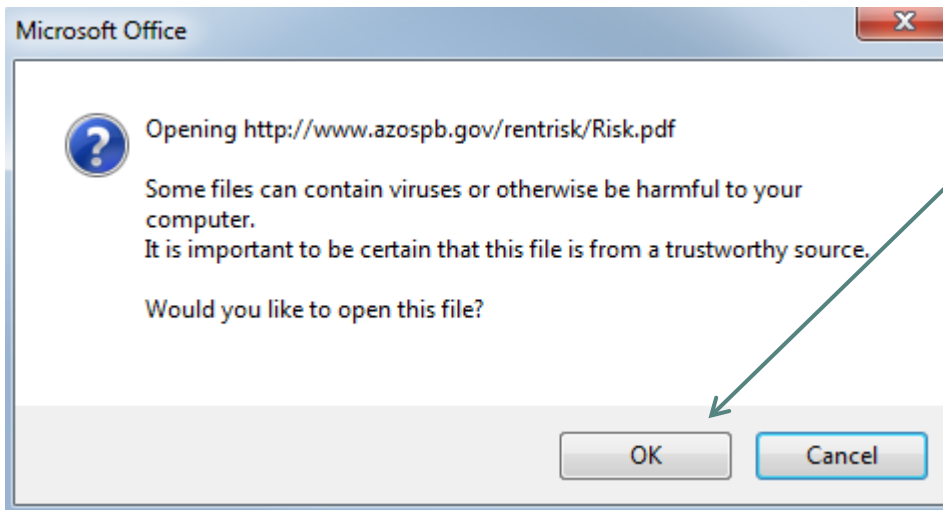 Microsoft Office
Opening http://www.azospb.gov/rentrisk/Risk.pdf
Some files can contain viruses or otherwise be harmful to your
computer.
It is important to be certain that this file is from a trustworthy source.
Would you like to open this file?
OK
Cancel